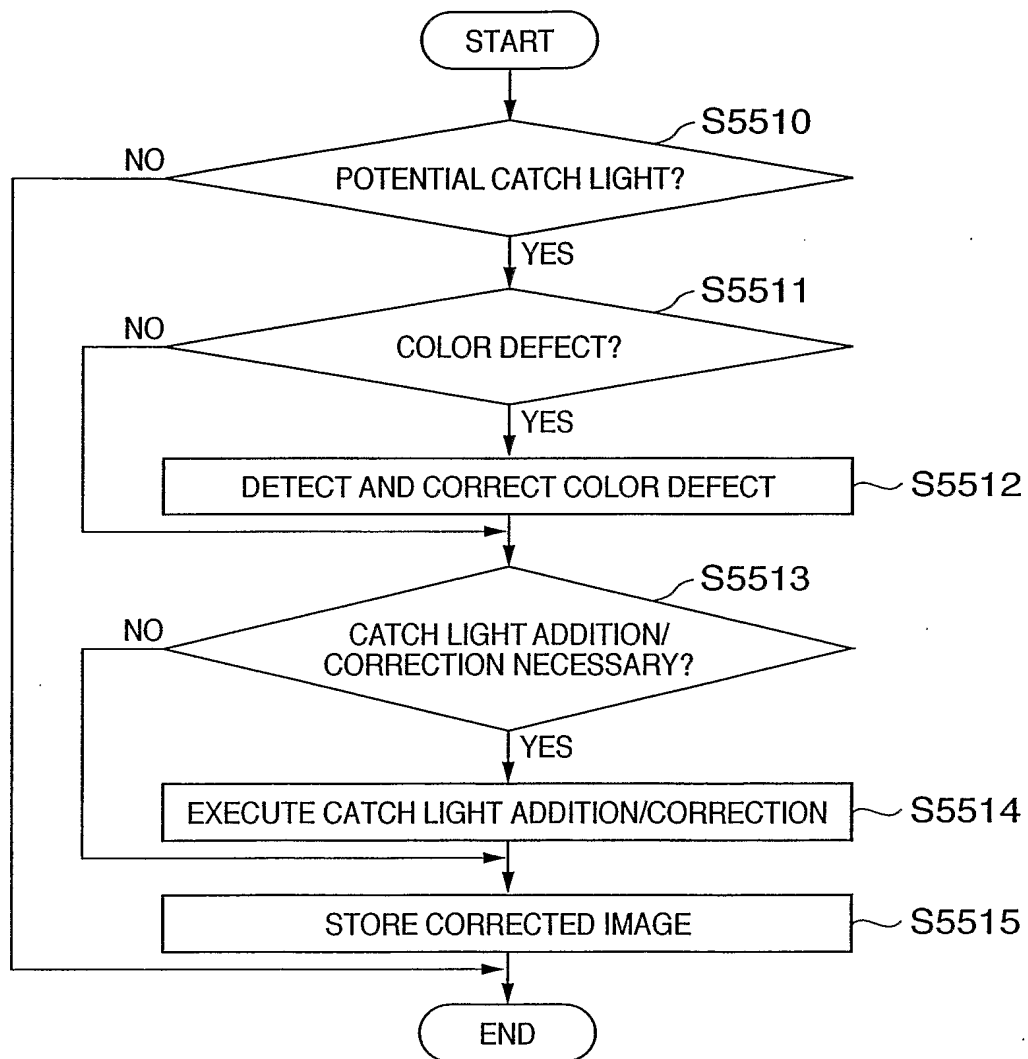 START
S5510
NO
POTENTIAL CATCH LIGHT?
YES
S5511
NO
COLOR DEFECT?
YES
DETECT AND CORRECT COLOR DEFECT
S5512
S5513
NO
CATCH LIGHT ADDITION/
CORRECTION NECESSARY?
YES
EXECUTE CATCH LIGHT ADDITION/CORRECTION
S5514
STORE CORRECTED IMAGE
S5515
END